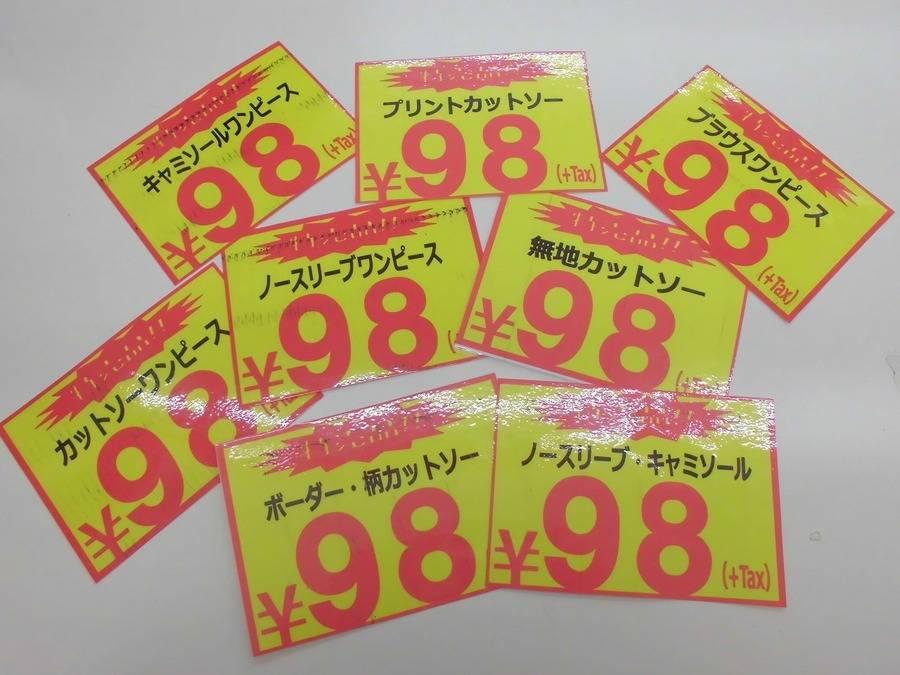 キャミソールワンピース
¥98
(+Tax)
プリントカットソー
¥98
(+Tax)
ブラウスワンピース
¥98
(+Tax)
ノースリーブワンピース
¥98
(
無地カットソー
¥98
(+
カットソーワンピース
¥98
ボーダー・柄カットソー
¥98
ノースリーブ・キャミソール
¥98
(+Tax)